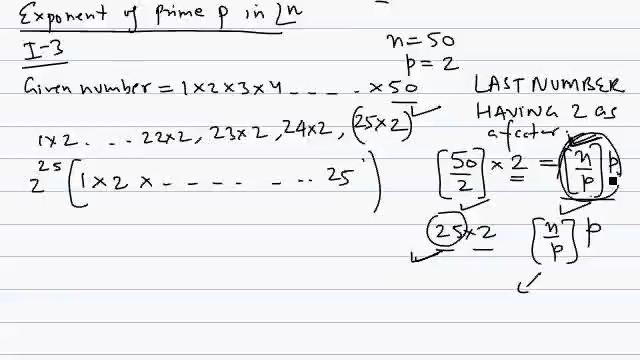 Exponent of prime p in ∟n
I-3
n=50
p=2
Given number = 1×2×3×4 _ _ _ . . . . ×50
LAST NUMBER
HAVING 2 as
a factor.
1×2 . . . _ 22×2, 23×2, 24×2, (25×2)
2^25 (1×2× - - - - - . . . 25)
[50/2] × 2 = [n/p] p
25×2 [n/p] p